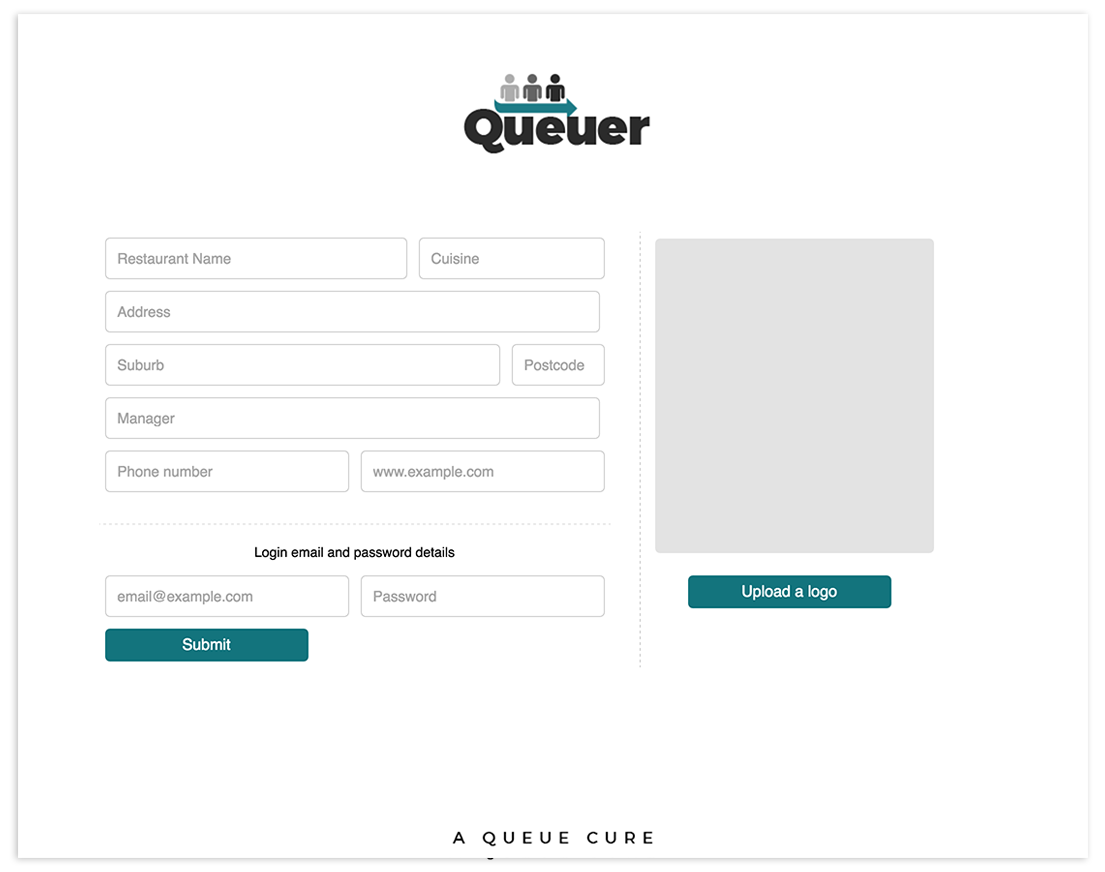 Queuer
Restaurant Name Cuisine
Address
Suburb Postcode
Manager
Phone number www.example.com
Login email and password details
email@example.com Password
Submit
Upload a logo
A QUEUE CURE